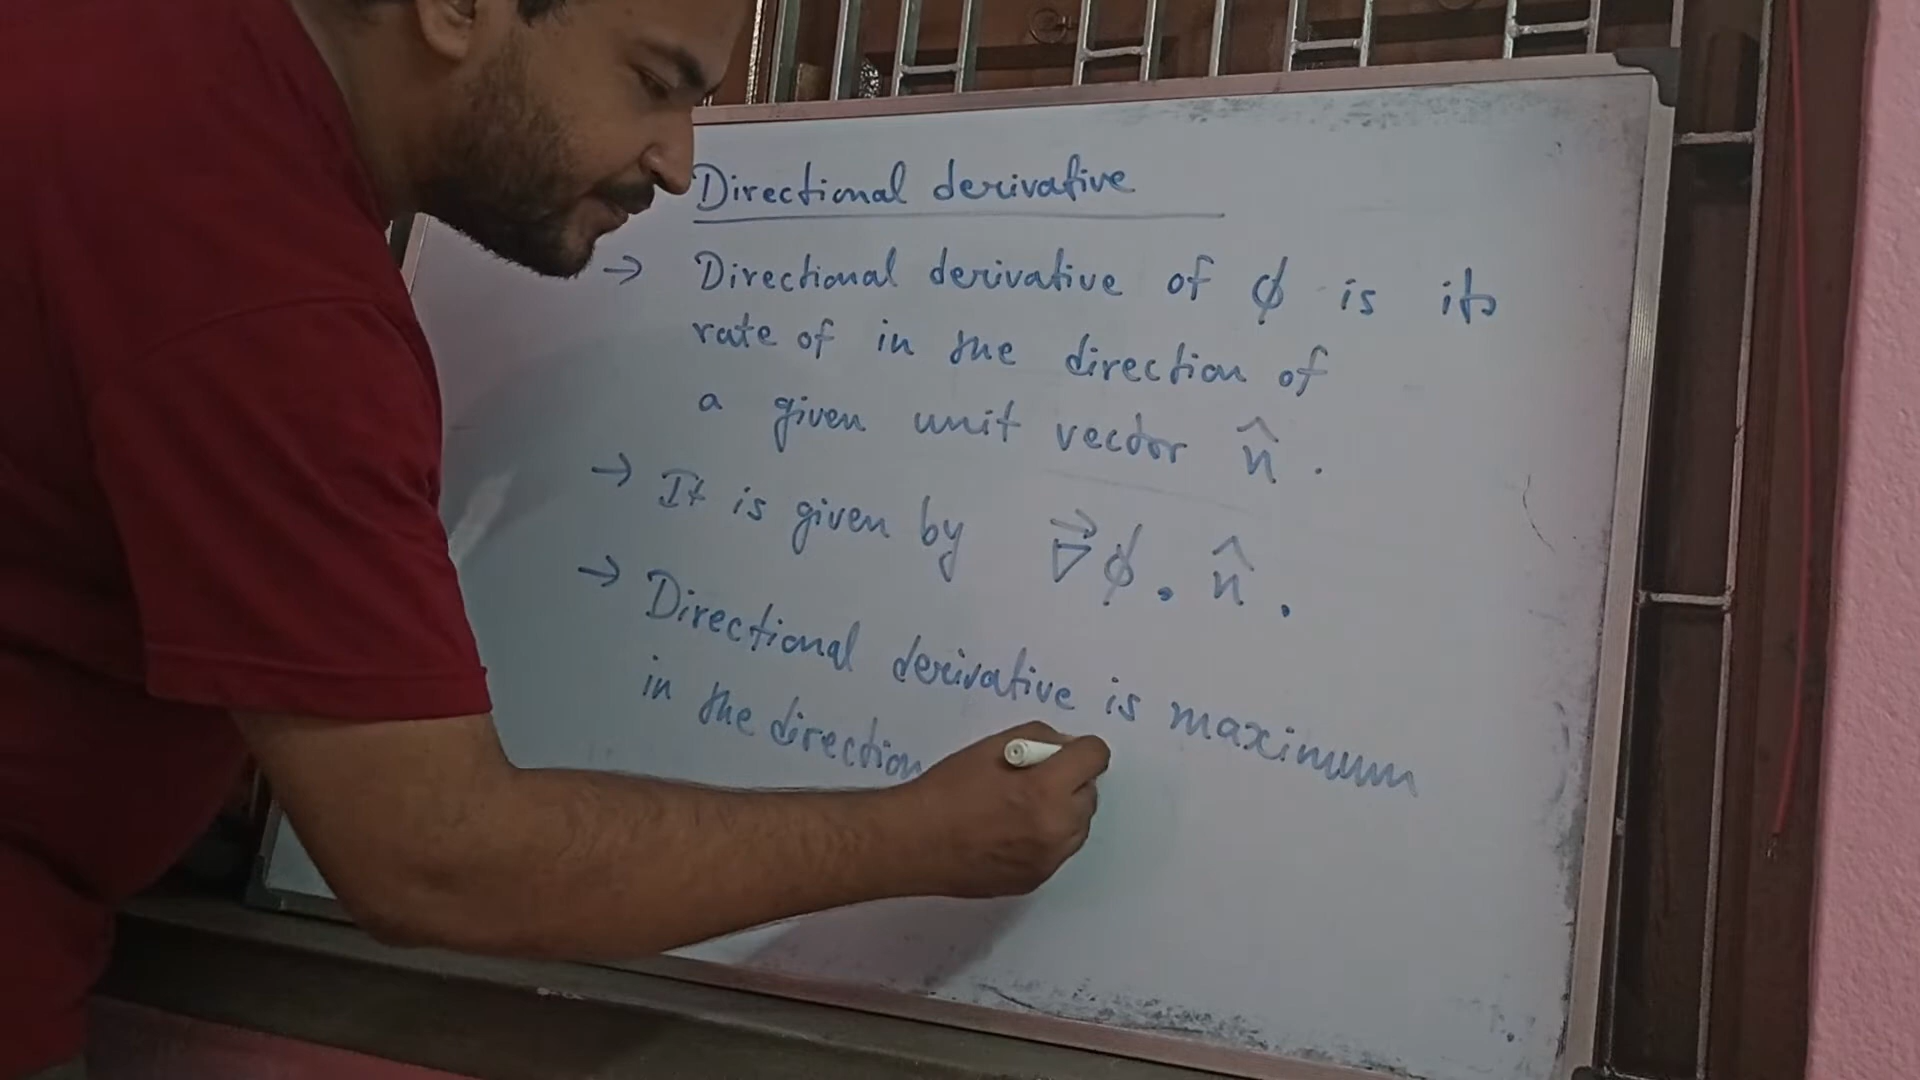 Directional derivative
→ Directional derivative of ϕ is its
rate of in the direction of
a given unit vector n̂ .
→ It is given by ∇⃗ϕ . n̂ .
→ Directional derivative is maximum
in the direction